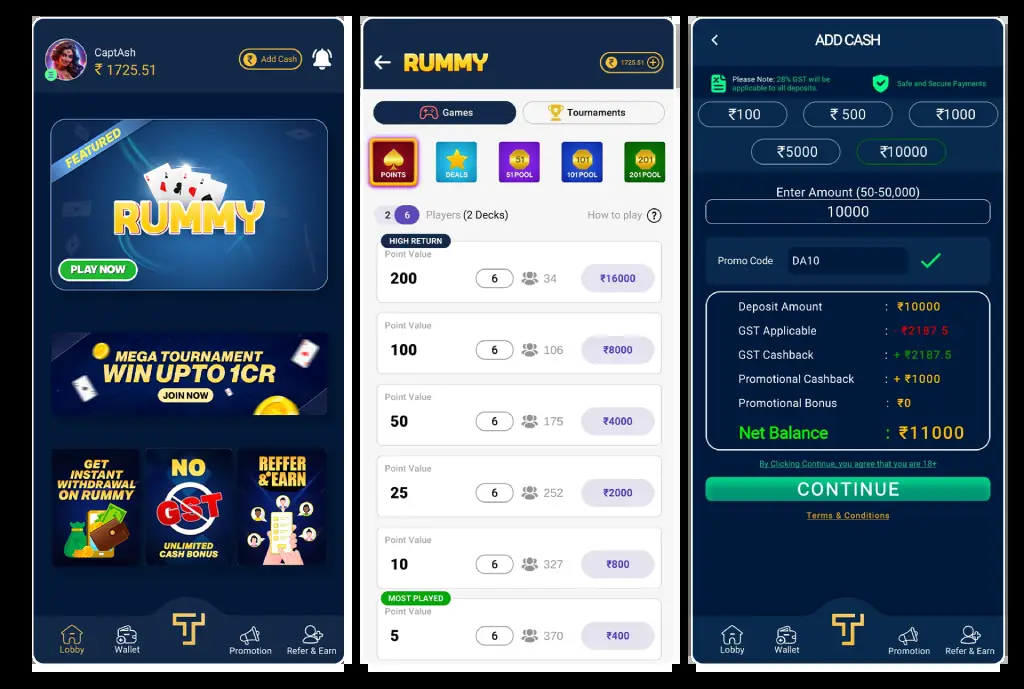 CaptAsh
₹ 1725.51
Add Cash
FEATURED
RUMMY
PLAY NOW
MEGA TOURNAMENT
WIN UPTO 1CR
JOIN NOW
GET
INSTANT
WITHDRAWAL
ON RUMMY
NO
GST
UNLIMITED
CASH BONUS
REFFER
& EARN
Lobby
Wallet
Promotion
Refer & Earn
RUMMY
1725.51
Games
Tournaments
POINTS
DEALS
51
51 POOL
101
101 POOL
201
201 POOL
2 6 Players (2 Decks)
How to play ?
HIGH RETURN
Point Value
200 6 34 ₹16000
Point Value
100 6 106 ₹8000
Point Value
50 6 175 ₹4000
Point Value
25 6 252 ₹2000
Point Value
10 6 327 ₹800
MOST PLAYED
Point Value
5 6 370 ₹400
ADD CASH
Please Note: 28% GST will be
applicable to all deposits.
Safe and Secure Payments
₹100 ₹ 500 ₹1000
₹5000 ₹10000
Enter Amount (50-50,000)
10000
Promo Code DA10
Deposit Amount : ₹10000
GST Applicable : - ₹2187 5
GST Cashback : + ₹2187.5
Promotional Cashback : + ₹1000
Promotional Bonus : ₹0
Net Balance : ₹11000
By Clicking Continue, you agree that you are 18+
CONTINUE
Terms & Conditions
Lobby
Wallet
Promotion
Refer & Earn